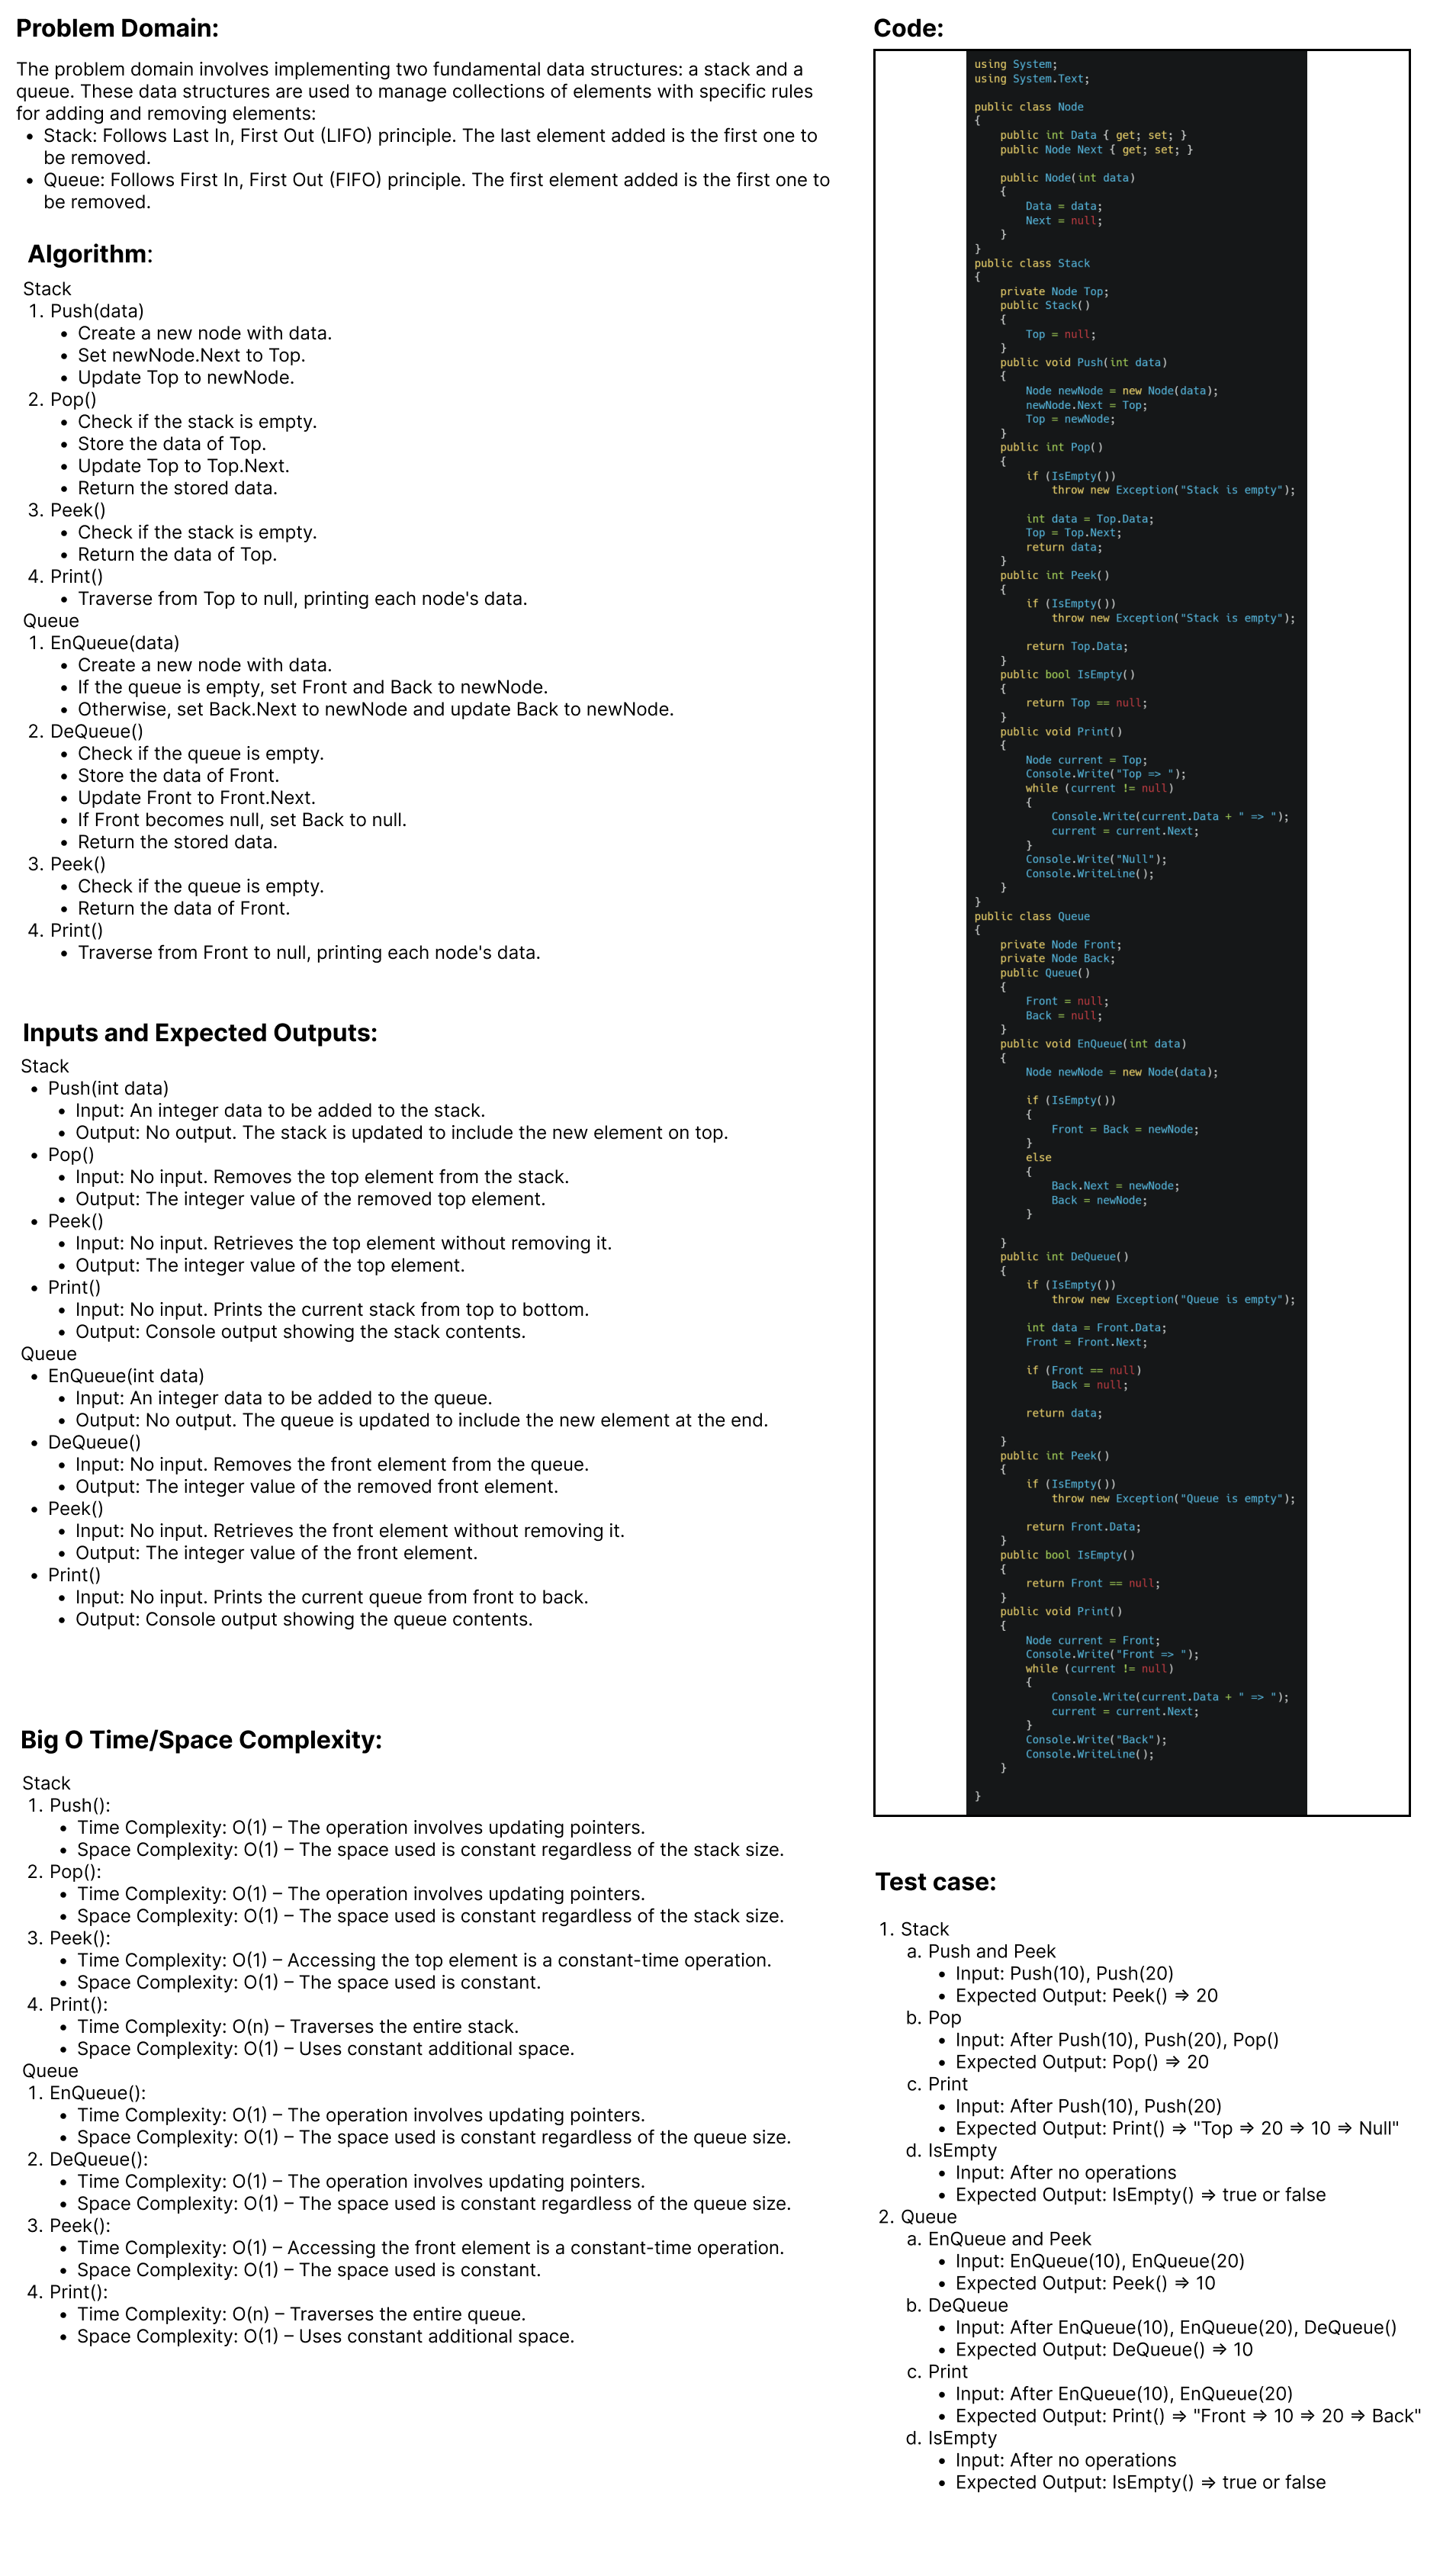 Problem Domain:
The problem domain involves implementing two fundamental data structures: a stack and a
queue. These data structures are used to manage collections of elements with specific rules
for adding and removing elements:
• Stack: Follows Last In, First Out (LIFO) principle. The last element added is the first one to
be removed.
• Queue: Follows First In, First Out (FIFO) principle. The first element added is the first one to
be removed.
Algorithm:
Stack
1. Push(data)
• Create a new node with data.
• Set newNode.Next to Top.
• Update Top to newNode.
2. Pop()
• Check if the stack is empty.
• Store the data of Top.
• Update Top to Top.Next.
• Return the stored data.
3. Peek()
• Check if the stack is empty.
• Return the data of Top.
4. Print()
• Traverse from Top to null, printing each node's data.
Queue
1. EnQueue(data)
• Create a new node with data.
• If the queue is empty, set Front and Back to newNode.
• Otherwise, set Back.Next to newNode and update Back to newNode.
2. DeQueue()
• Check if the queue is empty.
• Store the data of Front.
• Update Front to Front.Next.
• If Front becomes null, set Back to null.
• Return the stored data.
3. Peek()
• Check if the queue is empty.
• Return the data of Front.
4. Print()
• Traverse from Front to null, printing each node's data.
Inputs and Expected Outputs:
Stack
• Push(int data)
• Input: An integer data to be added to the stack.
• Output: No output. The stack is updated to include the new element on top.
• Pop()
• Input: No input. Removes the top element from the stack.
• Output: The integer value of the removed top element.
• Peek()
• Input: No input. Retrieves the top element without removing it.
• Output: The integer value of the top element.
• Print()
• Input: No input. Prints the current stack from top to bottom.
• Output: Console output showing the stack contents.
Queue
• EnQueue(int data)
• Input: An integer data to be added to the queue.
• Output: No output. The queue is updated to include the new element at the end.
• DeQueue()
• Input: No input. Removes the front element from the queue.
• Output: The integer value of the removed front element.
• Peek()
• Input: No input. Retrieves the front element without removing it.
• Output: The integer value of the front element.
• Print()
• Input: No input. Prints the current queue from front to back.
• Output: Console output showing the queue contents.
Big O Time/Space Complexity:
Stack
1. Push():
• Time Complexity: O(1) – The operation involves updating pointers.
• Space Complexity: O(1) – The space used is constant regardless of the stack size.
2. Pop():
• Time Complexity: O(1) – The operation involves updating pointers.
• Space Complexity: O(1) – The space used is constant regardless of the stack size.
3. Peek():
• Time Complexity: O(1) – Accessing the top element is a constant-time operation.
• Space Complexity: O(1) – The space used is constant.
4. Print():
• Time Complexity: O(n) – Traverses the entire stack.
• Space Complexity: O(1) – Uses constant additional space.
Queue
1. EnQueue():
• Time Complexity: O(1) – The operation involves updating pointers.
• Space Complexity: O(1) – The space used is constant regardless of the queue size.
2. DeQueue():
• Time Complexity: O(1) – The operation involves updating pointers.
• Space Complexity: O(1) – The space used is constant regardless of the queue size.
3. Peek():
• Time Complexity: O(1) – Accessing the front element is a constant-time operation.
• Space Complexity: O(1) – The space used is constant.
4. Print():
• Time Complexity: O(n) – Traverses the entire queue.
• Space Complexity: O(1) – Uses constant additional space.
Code:
using System;
using System.Text;
public class Node
{
public int Data { get; set; }
public Node Next { get; set; }
public Node(int data)
{
Data = data;
Next = null;
}
}
public class Stack
{
private Node Top;
public Stack()
{
Top = null;
}
public void Push(int data)
{
Node newNode = new Node(data);
newNode.Next = Top;
Top = newNode;
}
public int Pop()
{
if (IsEmpty())
throw new Exception("Stack is empty");
int data = Top.Data;
Top = Top.Next;
return data;
}
public int Peek()
{
if (IsEmpty())
throw new Exception("Stack is empty");
return Top.Data;
}
public bool IsEmpty()
{
return Top == null;
}
public void Print()
{
Node current = Top;
Console.Write("Top => ");
while (current != null)
{
Console.Write(current.Data + " => ");
current = current.Next;
}
Console.Write("Null");
Console.WriteLine();
}
}
public class Queue
{
private Node Front;
private Node Back;
public Queue()
{
Front = null;
Back = null;
}
public void EnQueue(int data)
{
Node newNode = new Node(data);
if (IsEmpty())
{
Front = Back = newNode;
}
else
{
Back.Next = newNode;
Back = newNode;
}
}
public int DeQueue()
{
if (IsEmpty())
throw new Exception("Queue is empty");
int data = Front.Data;
Front = Front.Next;
if (Front == null)
Back = null;
return data;
}
public int Peek()
{
if (IsEmpty())
throw new Exception("Queue is empty");
return Front.Data;
}
public bool IsEmpty()
{
return Front == null;
}
public void Print()
{
Node current = Front;
Console.Write("Front => ");
while (current != null)
{
Console.Write(current.Data + " => ");
current = current.Next;
}
Console.Write("Back");
Console.WriteLine();
}
}
Test case:
1. Stack
a. Push and Peek
• Input: Push(10), Push(20)
• Expected Output: Peek() => 20
b. Pop
• Input: After Push(10), Push(20), Pop()
• Expected Output: Pop() => 20
c. Print
• Input: After Push(10), Push(20)
• Expected Output: Print() => "Top => 20 => 10 => Null"
d. IsEmpty
• Input: After no operations
• Expected Output: IsEmpty() => true or false
2. Queue
a. EnQueue and Peek
• Input: EnQueue(10), EnQueue(20)
• Expected Output: Peek() => 10
b. DeQueue
• Input: After EnQueue(10), EnQueue(20), DeQueue()
• Expected Output: DeQueue() => 10
c. Print
• Input: After EnQueue(10), EnQueue(20)
• Expected Output: Print() => "Front => 10 => 20 => Back"
d. IsEmpty
• Input: After no operations
• Expected Output: IsEmpty() => true or false